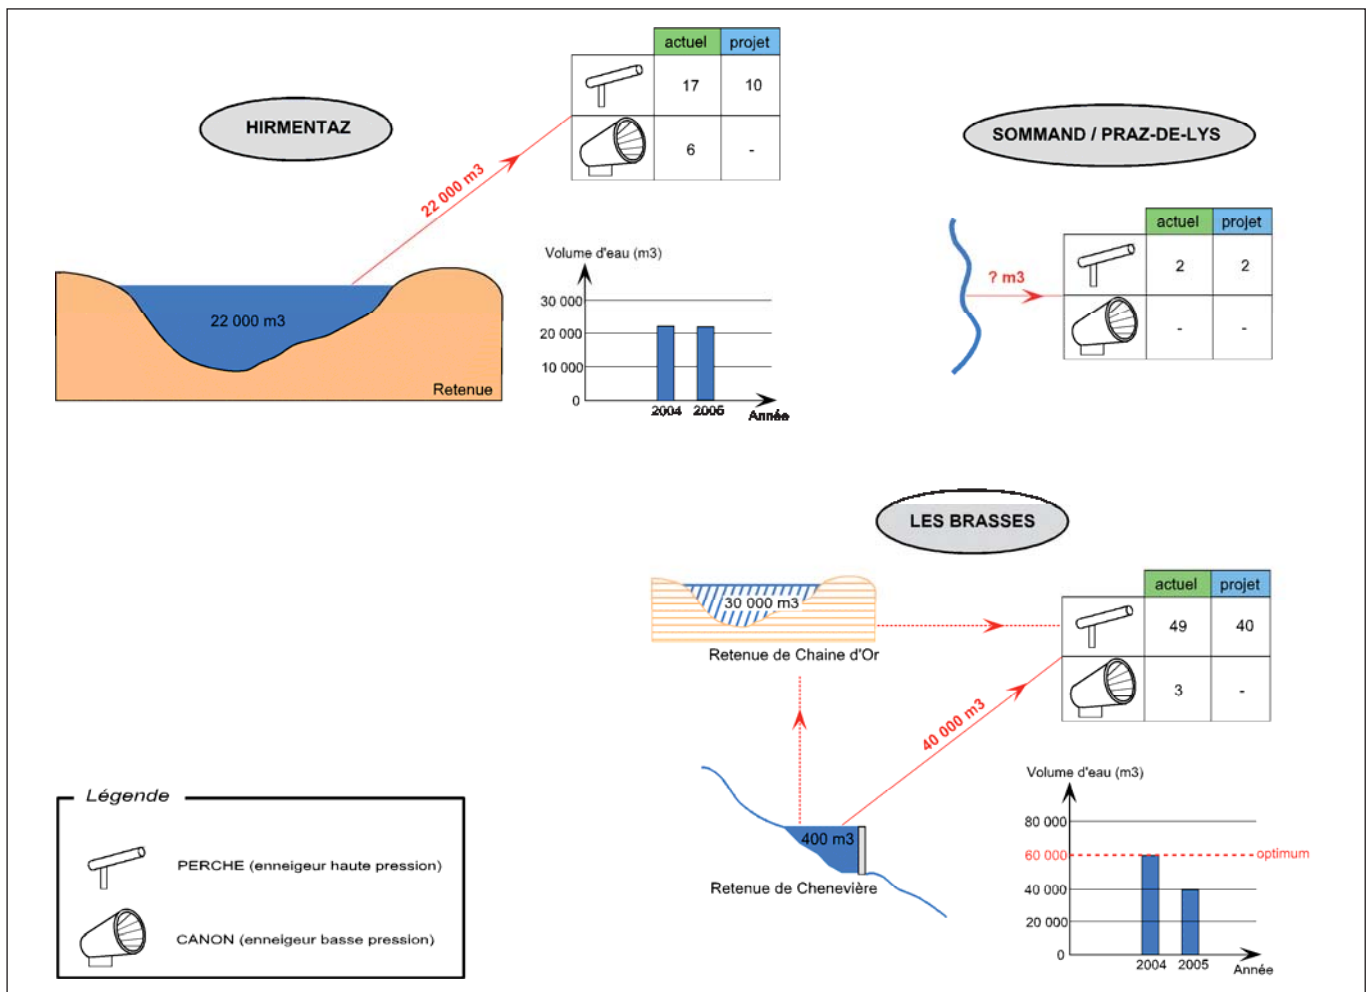 HIRMENTAZ
actuel projet
17 10
6 -
22 000 m3
22 000 m3
Retenue
Volume d'eau (m3)
30 000
20 000
10 000
0
2004 2005 Année
SOMMAND / PRAZ-DE-LYS
actuel projet
2 2
- -
? m3
LES BRASSES
actuel projet
49 40
3 -
30 000 m3
Retenue de Chaine d'Or
40 000 m3
400 m3
Retenue de Chenevière
Volume d'eau (m3)
80 000
60 000 optimum
40 000
20 000
0
2004 2005 Année
Légende
PERCHE (enneigeur haute pression)
CANON (enneigeur basse pression)